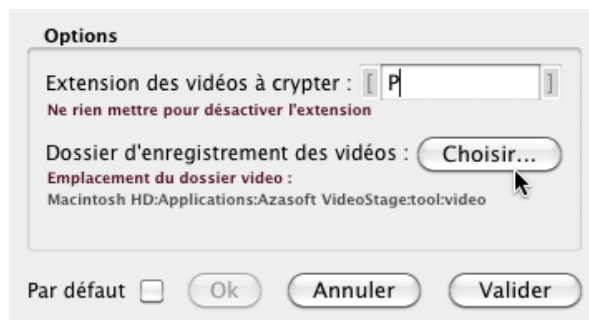 Options
Extension des vidéos à crypter : [ P ]
Ne rien mettre pour désactiver l'extension
Dossier d'enregistrement des vidéos : Choisir...
Emplacement du dossier video :
Macintosh HD:Applications:Azasoft VideoStage:tool:video
Par défaut Ok Annuler Valider